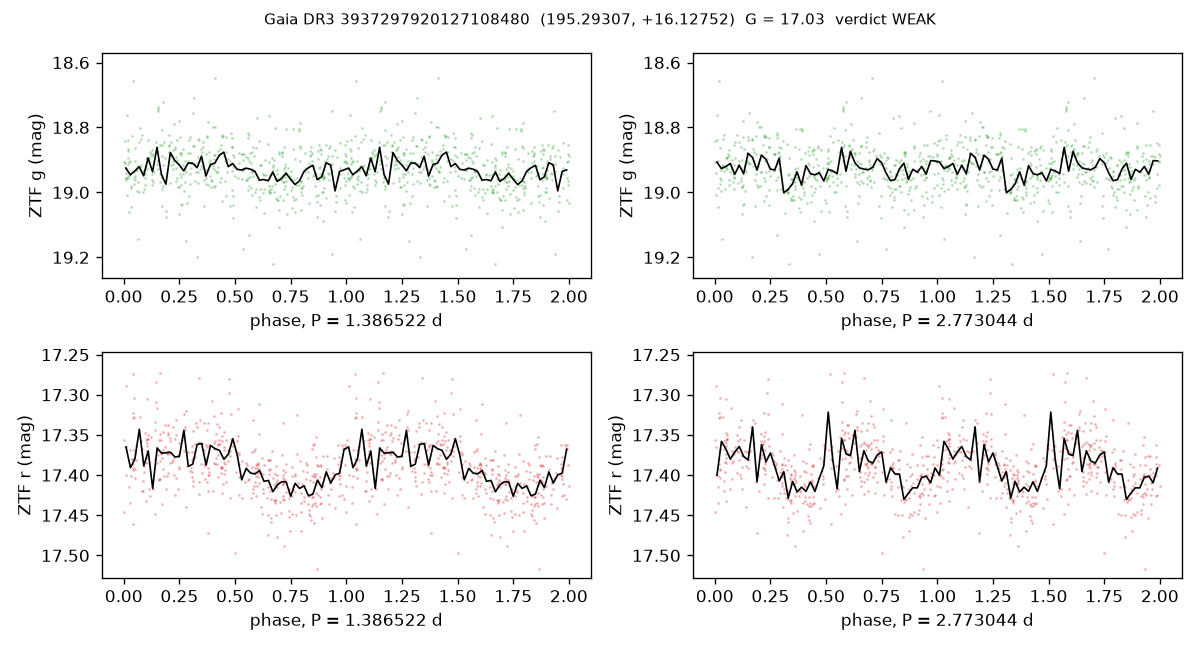 Gaia DR3 3937297920127108480  (195.29307, +16.12752)  G = 17.03  verdict WEAK
18.6
18.8
19.0
19.2
ZTF g (mag)
0.00 0.25 0.50 0.75 1.00 1.25 1.50 1.75 2.00
phase, P = 1.386522 d
18.6
18.8
19.0
19.2
ZTF g (mag)
0.00 0.25 0.50 0.75 1.00 1.25 1.50 1.75 2.00
phase, P = 2.773044 d
17.25
17.30
17.35
17.40
17.45
17.50
ZTF r (mag)
0.00 0.25 0.50 0.75 1.00 1.25 1.50 1.75 2.00
phase, P = 1.386522 d
17.25
17.30
17.35
17.40
17.45
17.50
ZTF r (mag)
0.00 0.25 0.50 0.75 1.00 1.25 1.50 1.75 2.00
phase, P = 2.773044 d